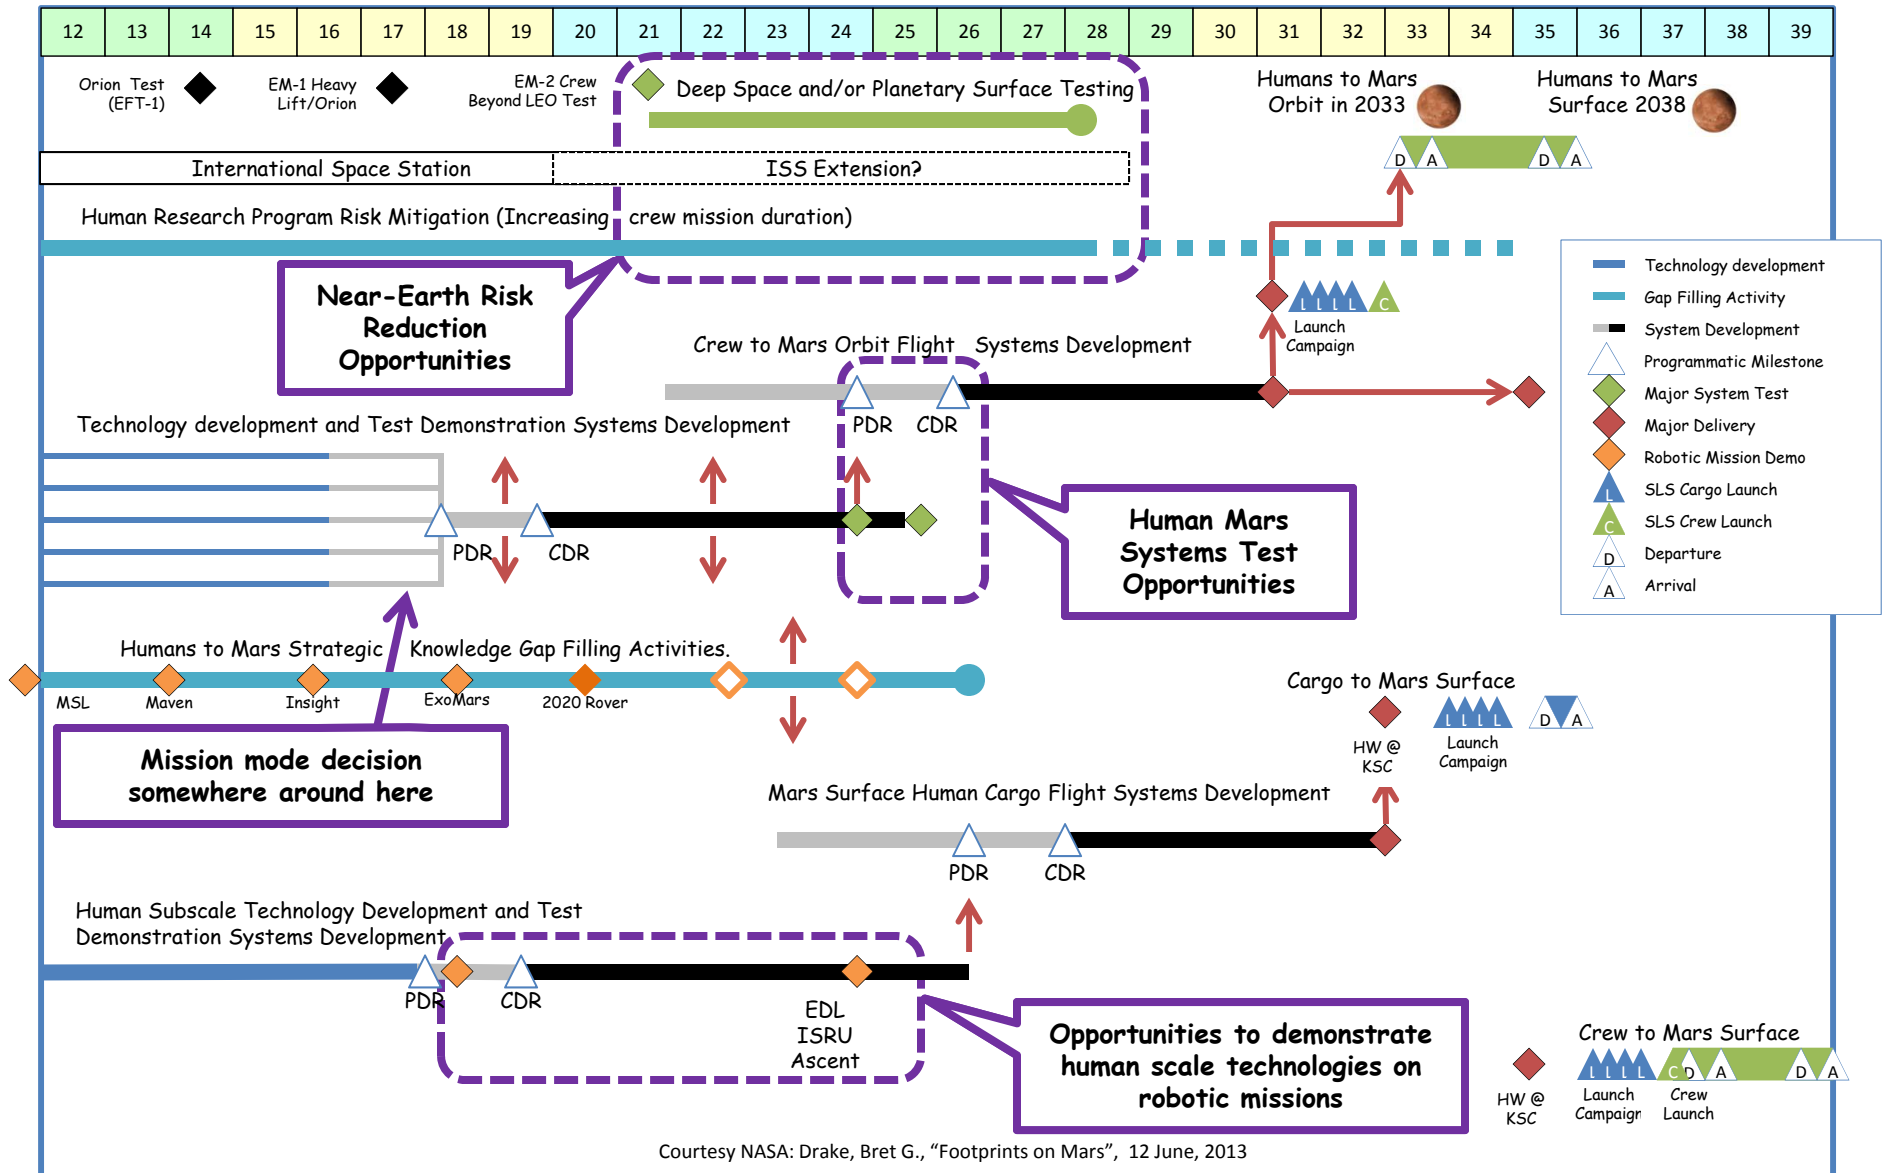 12 13 14 15 16 17 18 19 20 21 22 23 24 25 26 27 28 29 30 31 32 33 34 35 36 37 38 39
Orion Test
(EFT-1)
EM-1 Heavy
Lift/Orion
EM-2 Crew
Beyond LEO Test
Deep Space and/or Planetary Surface Testing
Humans to Mars
Orbit in 2033
Humans to Mars
Surface 2038
D A D A
International Space Station
ISS Extension?
Human Research Program Risk Mitigation (Increasing crew mission duration)
Near-Earth Risk
Reduction
Opportunities
L L L L C
Launch
Campaign
Technology development
Gap Filling Activity
System Development
Programmatic Milestone
Major System Test
Major Delivery
Robotic Mission Demo
L SLS Cargo Launch
C SLS Crew Launch
D Departure
A Arrival
Crew to Mars Orbit Flight Systems Development
PDR CDR
Technology development and Test Demonstration Systems Development
PDR CDR
Human Mars
Systems Test
Opportunities
Humans to Mars Strategic Knowledge Gap Filling Activities.
MSL Maven Insight ExoMars 2020 Rover
Mission mode decision
somewhere around here
Cargo to Mars Surface
L L L L D A
HW @
KSC
Launch
Campaign
Mars Surface Human Cargo Flight Systems Development
PDR CDR
Human Subscale Technology Development and Test
Demonstration Systems Development
PDR CDR
EDL
ISRU
Ascent
Opportunities to demonstrate
human scale technologies on
robotic missions
Crew to Mars Surface
L L L L C D A D A
HW @
KSC
Launch
Campaign
Crew
Launch
Courtesy NASA: Drake, Bret G., “Footprints on Mars”, 12 June, 2013